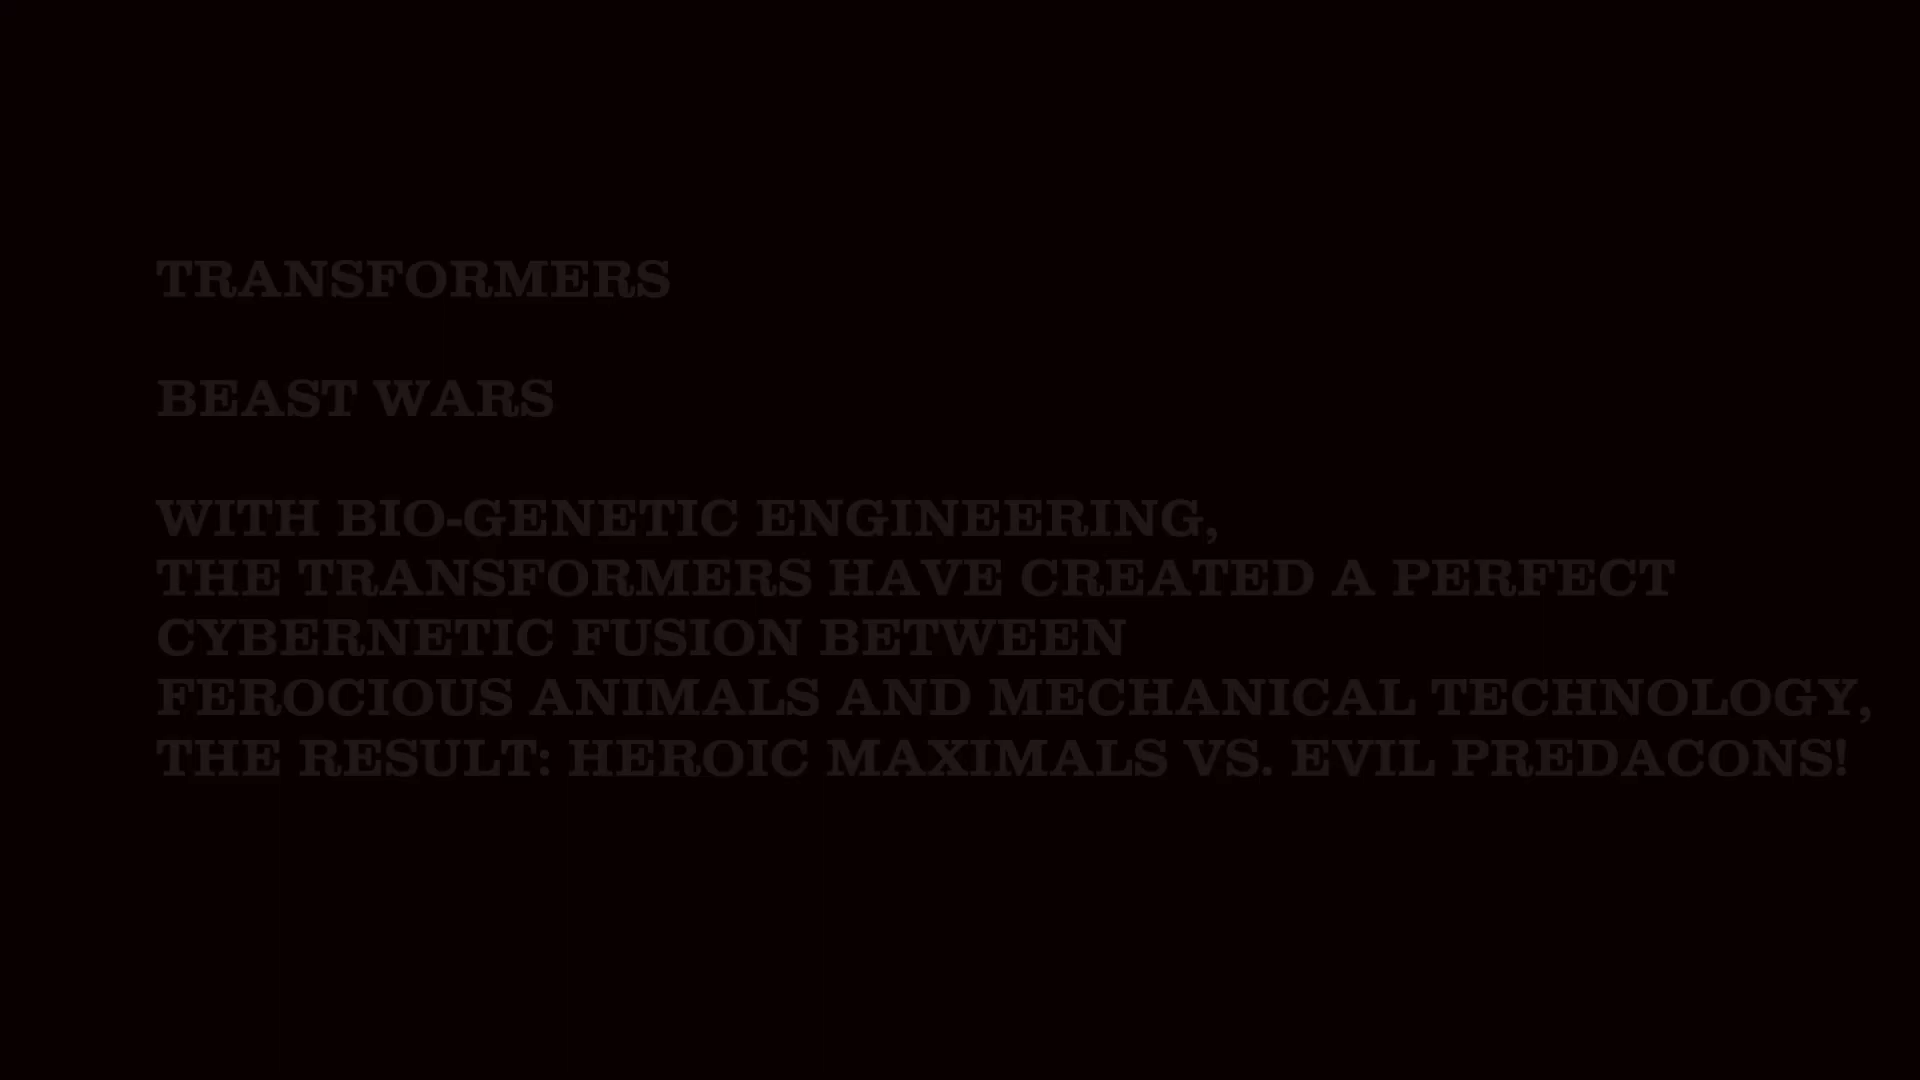 TRANSFORMERS
BEAST WARS
WITH BIO-GENETIC ENGINEERING,
THE TRANSFORMERS HAVE CREATED A PERFECT
CYBERNETIC FUSION BETWEEN
FEROCIOUS ANIMALS AND MECHANICAL TECHNOLOGY,
THE RESULT: HEROIC MAXIMALS VS. EVIL PREDACONS!